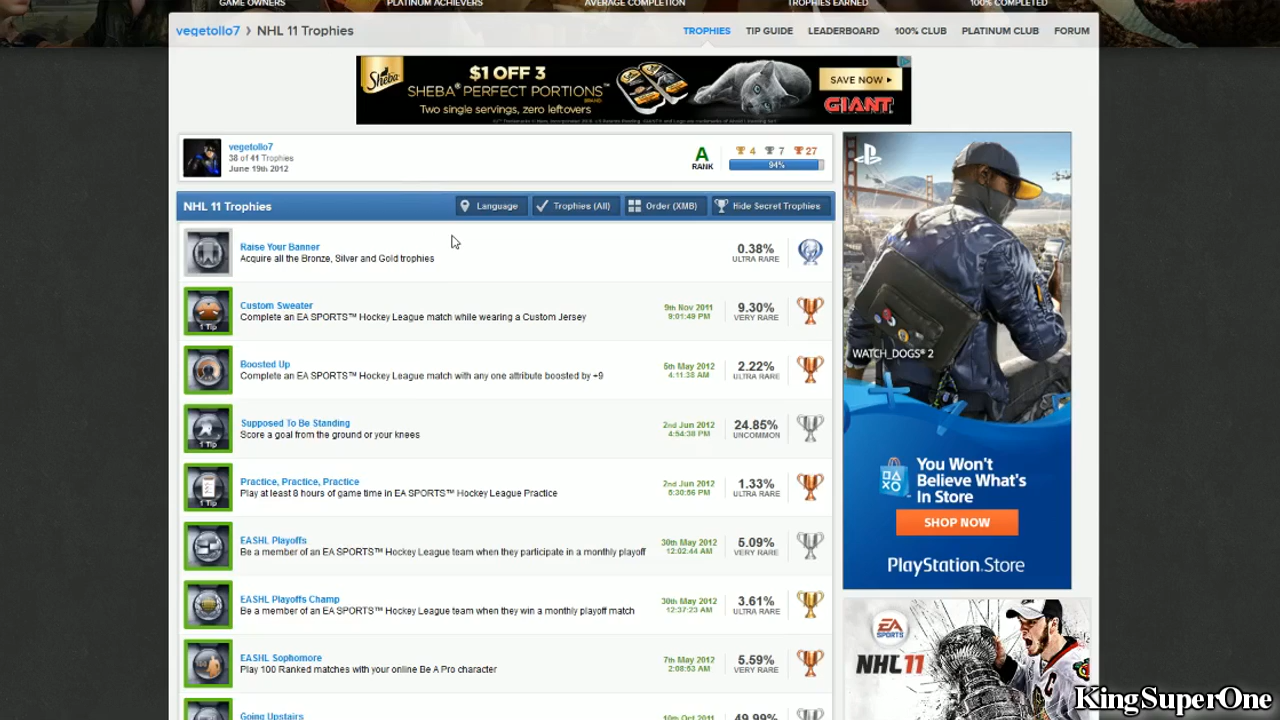 GAME OWNERS PLATINUM ACHIEVERS AVERAGE COMPLETION TROPHIES EARNED 100% COMPLETED
vegetollo7 › NHL 11 Trophies
TROPHIES TIP GUIDE LEADERBOARD 100% CLUB PLATINUM CLUB FORUM
Sheba
$1 OFF 3
SHEBA® PERFECT PORTIONS™
Two single servings, zero leftovers
SAVE NOW
GIANT
vegetollo7
38 of 41 Trophies
June 19th 2012
A
RANK
4 7 27
94%
NHL 11 Trophies
Language Trophies (All) Order (XMB) Hide Secret Trophies
Raise Your Banner
Acquire all the Bronze, Silver and Gold trophies
0.38%
ULTRA RARE
Custom Sweater
Complete an EA SPORTS™ Hockey League match while wearing a Custom Jersey
1 Tip
9th Nov 2011
9:01:49 PM
9.30%
VERY RARE
Boosted Up
Complete an EA SPORTS™ Hockey League match with any one attribute boosted by +9
5th May 2012
4:11:38 AM
2.22%
ULTRA RARE
Supposed To Be Standing
Score a goal from the ground or your knees
1 Tip
2nd Jun 2012
4:54:38 PM
24.85%
UNCOMMON
Practice, Practice, Practice
Play at least 8 hours of game time in EA SPORTS™ Hockey League Practice
1 Tip
2nd Jun 2012
5:30:56 PM
1.33%
ULTRA RARE
EASHL Playoffs
Be a member of an EA SPORTS™ Hockey League team when they participate in a monthly playoff
30th May 2012
12:02:44 AM
5.09%
VERY RARE
EASHL Playoffs Champ
Be a member of an EA SPORTS™ Hockey League team when they win a monthly playoff match
30th May 2012
12:37:23 AM
3.61%
ULTRA RARE
EASHL Sophomore
Play 100 Ranked matches with your online Be A Pro character
7th May 2012
2:08:53 AM
5.59%
VERY RARE
Going Upstairs
10th Oct 2011
49.99%
WATCH_DOGS® 2
You Won't
Believe What's
In Store
SHOP NOW
PlayStation.Store
EA
SPORTS
NHL 11
KingSuperOne